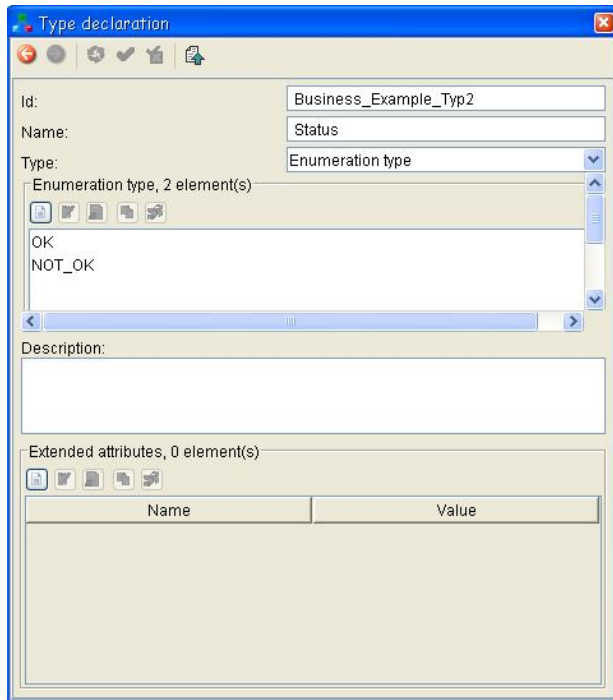 Type declaration
Id: Business_Example_Typ2
Name: Status
Type: Enumeration type
Enumeration type, 2 element(s)
OK
NOT_OK
Description:
Extended attributes, 0 element(s)
Name Value